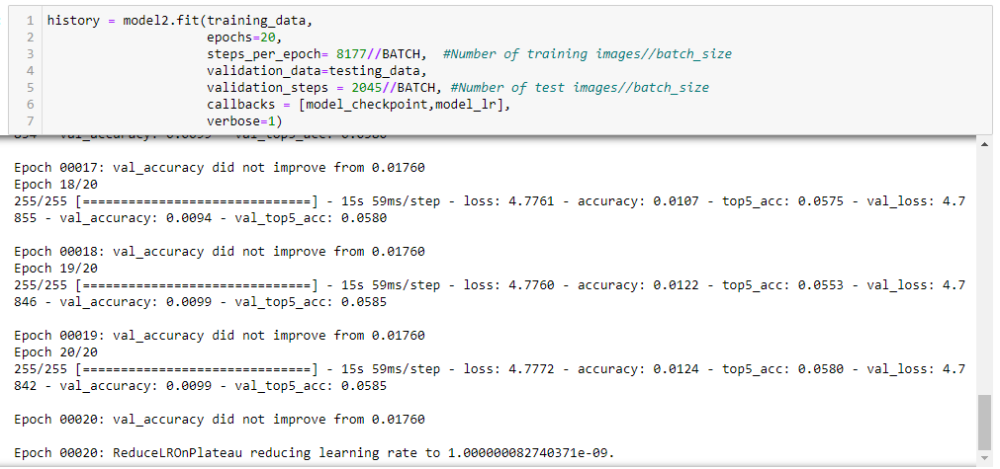 1 history = model2.fit(training_data,
2 epochs=20,
3 steps_per_epoch= 8177//BATCH, #Number of training images//batch_size
4 validation_data=testing_data,
5 validation_steps = 2045//BATCH, #Number of test images//batch_size
6 callbacks = [model_checkpoint,model_lr],
7 verbose=1)
Epoch 00017: val_accuracy did not improve from 0.01760
Epoch 18/20
255/255 [==============================] - 15s 59ms/step - loss: 4.7761 - accuracy: 0.0107 - top5_acc: 0.0575 - val_loss: 4.7
855 - val_accuracy: 0.0094 - val_top5_acc: 0.0580
Epoch 00018: val_accuracy did not improve from 0.01760
Epoch 19/20
255/255 [==============================] - 15s 59ms/step - loss: 4.7760 - accuracy: 0.0122 - top5_acc: 0.0553 - val_loss: 4.7
846 - val_accuracy: 0.0099 - val_top5_acc: 0.0585
Epoch 00019: val_accuracy did not improve from 0.01760
Epoch 20/20
255/255 [==============================] - 15s 59ms/step - loss: 4.7772 - accuracy: 0.0124 - top5_acc: 0.0580 - val_loss: 4.7
842 - val_accuracy: 0.0099 - val_top5_acc: 0.0585
Epoch 00020: val_accuracy did not improve from 0.01760
Epoch 00020: ReduceLROnPlateau reducing learning rate to 1.000000082740371e-09.